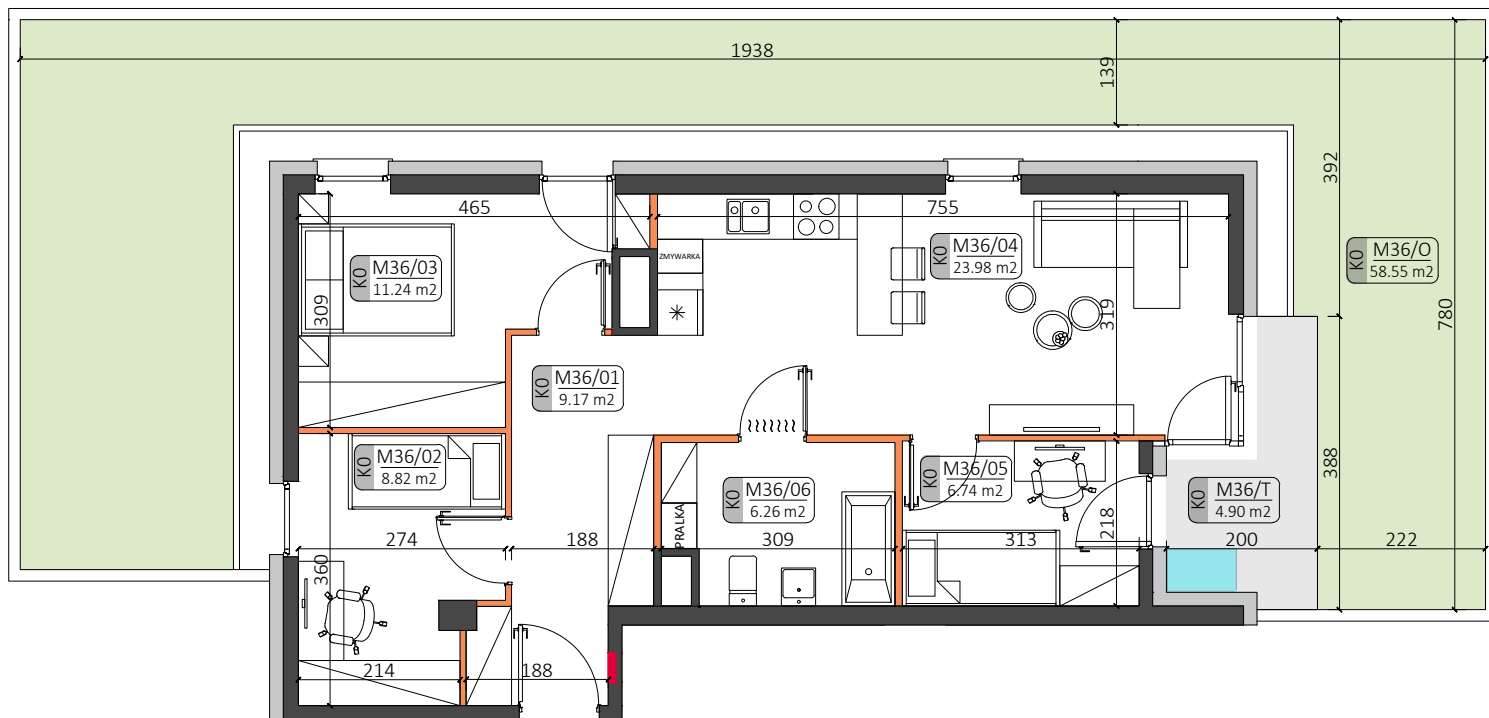 1938
139
392
465
755
K0 M36/03
11.24 m2
309
ZMYWARKA
K0 M36/04
23.98 m2
319
K0 M36/O
58.55 m2
780
K0 M36/01
9.17 m2
K0 M36/02
8.82 m2
K0 M36/06
6.26 m2
PRALKA
K0 M36/05
6.74 m2
218
K0 M36/T
4.90 m2
388
274
188
309
313
200
222
360
214
188